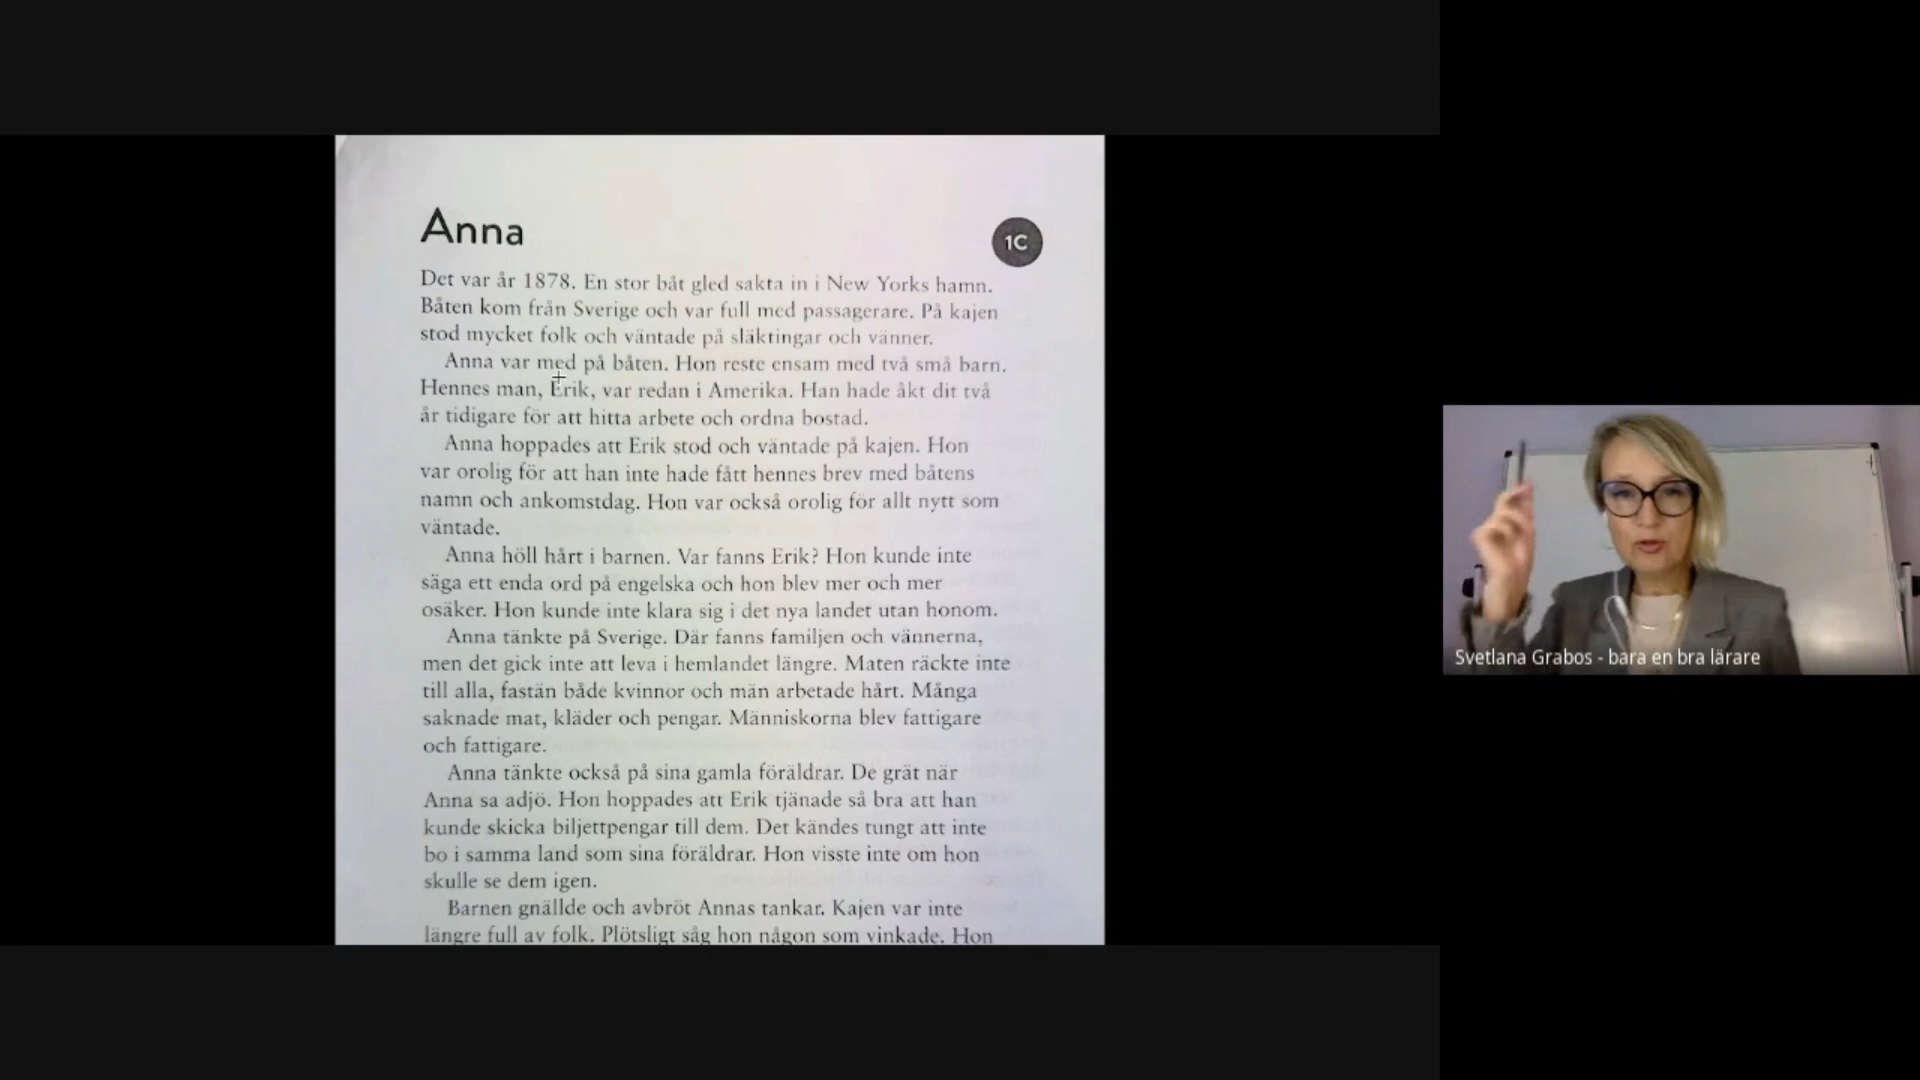 Anna
1C
Det var år 1878. En stor båt gled sakta in i New Yorks hamn.
Båten kom från Sverige och var full med passagerare. På kajen
stod mycket folk och väntade på släktingar och vänner.
Anna var med på båten. Hon reste ensam med två små barn.
Hennes man, Erik, var redan i Amerika. Han hade åkt dit två
år tidigare för att hitta arbete och ordna bostad.
Anna hoppades att Erik stod och väntade på kajen. Hon
var orolig för att han inte hade fått hennes brev med båtens
namn och ankomstdag. Hon var också orolig för allt nytt som
väntade.
Anna höll hårt i barnen. Var fanns Erik? Hon kunde inte
säga ett enda ord på engelska och hon blev mer och mer
osäker. Hon kunde inte klara sig i det nya landet utan honom.
Anna tänkte på Sverige. Där fanns familjen och vännerna,
men det gick inte att leva i hemlandet längre. Maten räckte inte
till alla, fastän både kvinnor och män arbetade hårt. Många
saknade mat, kläder och pengar. Människorna blev fattigare
och fattigare.
Anna tänkte också på sina gamla föräldrar. De grät när
Anna sa adjö. Hon hoppades att Erik tjänade så bra att han
kunde skicka biljettpengar till dem. Det kändes tungt att inte
bo i samma land som sina föräldrar. Hon visste inte om hon
skulle se dem igen.
Barnen gnällde och avbröt Annas tankar. Kajen var inte
längre full av folk. Plötsligt såg hon någon som vinkade. Hon
Svetlana Grabos - bara en bra lärare